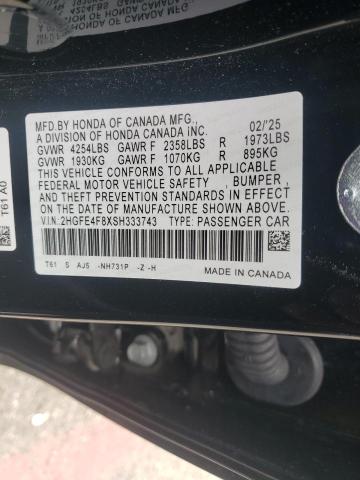 MFD.BY HONDA OF CANADA MFG.,
A DIVISION OF HONDA CANADA INC. 02/'25
GVWR 4254LBS GAWR F 2358LBS R 1973LBS
GVWR 1930KG GAWR F 1070KG R 895KG
THIS VEHICLE CONFORMS TO ALL APPLICABLE
FEDERAL MOTOR VEHICLE SAFETY , BUMPER,
AND THEFT PREVENTION STANDARDS IN EFFECT
ON THE DATE OF MANUFACTURE SHOWN ABOVE.
V.I.N: 2HGFE4F8XSH333743 TYPE: PASSENGER CAR
T61 S AJ5 -NH731P -Z -H
MADE IN CANADA
T61 A0